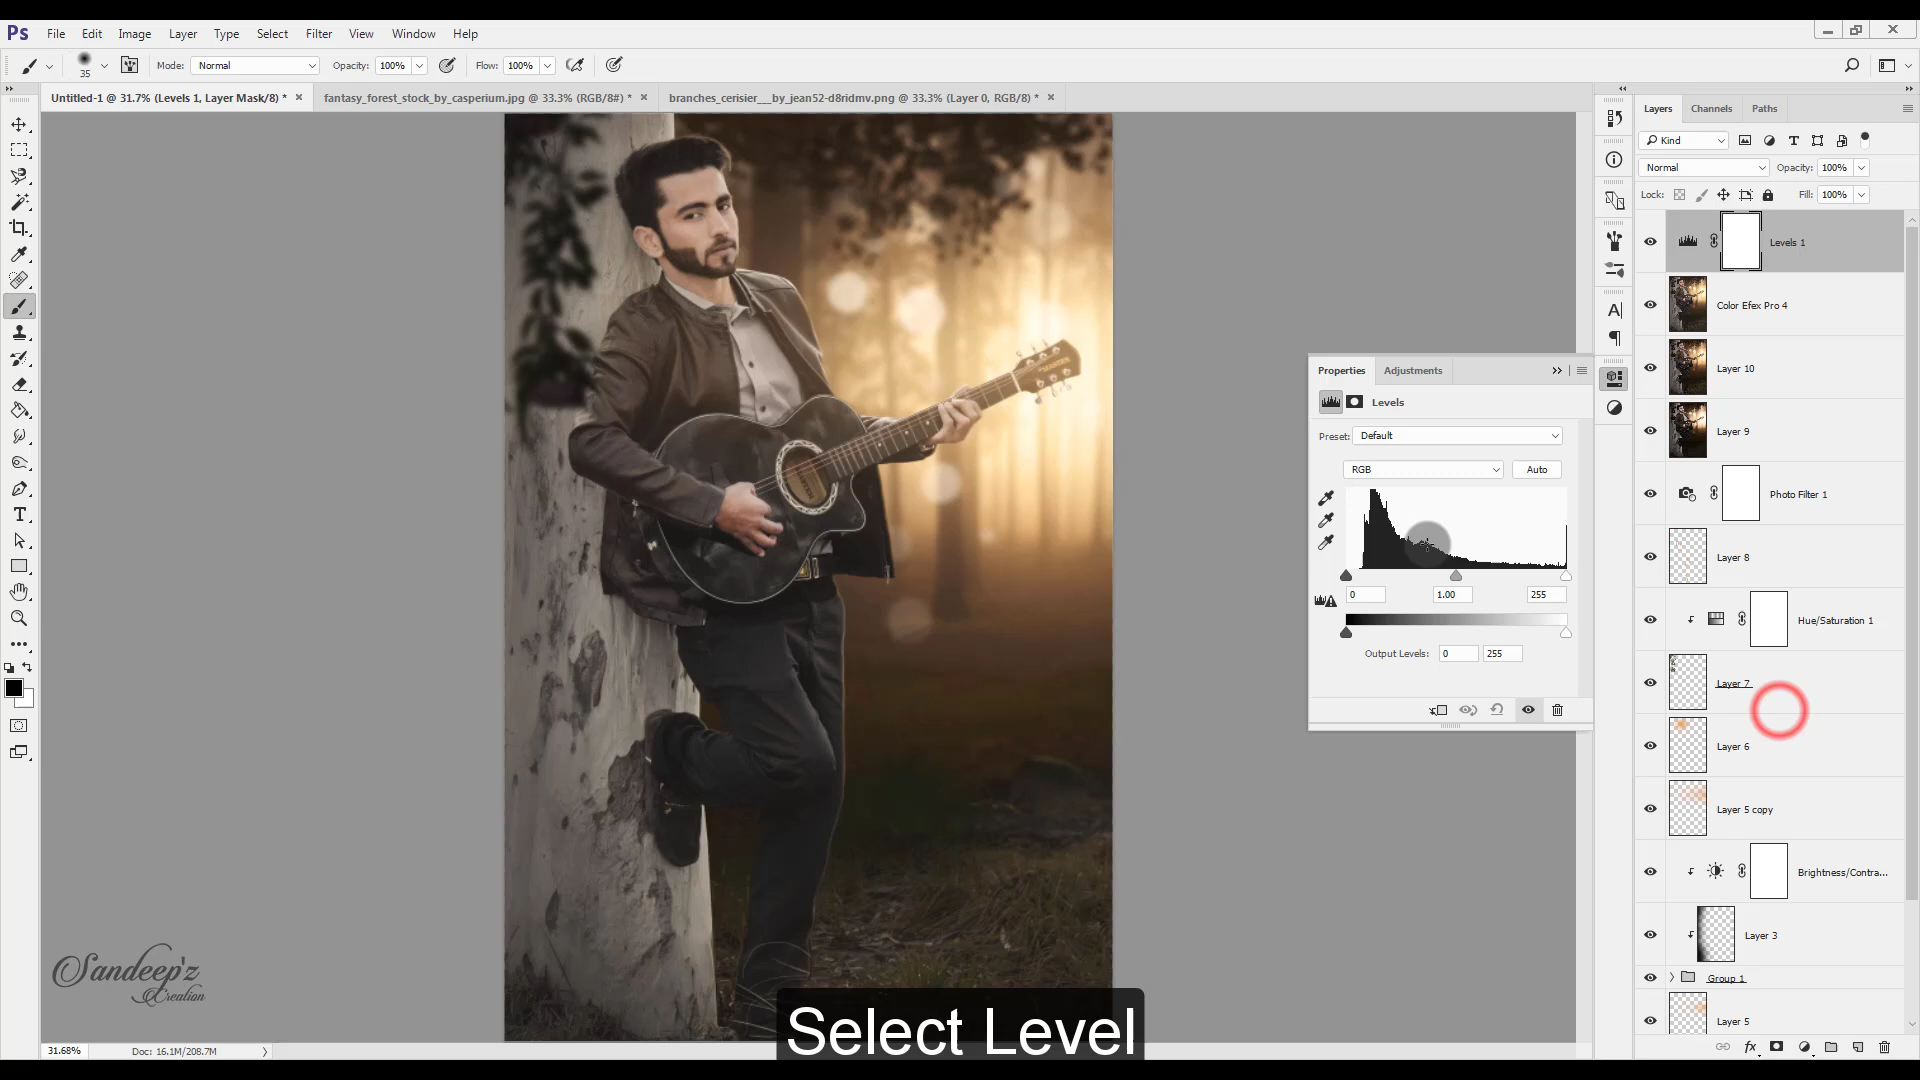 Ps File Edit Image Layer Type Select Filter View Window Help
35 Mode: Normal Opacity: 100% Flow: 100%
Untitled-1 @ 31.7% (Levels 1, Layer Mask/8) * × fantasy_forest_stock_by_casperium.jpg @ 33.3% (RGB/8#) * × branches_cerisier___by_jean52-d8ridmv.png @ 33.3% (Layer 0, RGB/8) * ×
Layers Channels Paths
Kind
Normal Opacity: 100%
Lock: Fill: 100%
Levels 1
Color Efex Pro 4
Layer 10
Layer 9
Photo Filter 1
Layer 8
Hue/Saturation 1
Layer 7
Layer 6
Layer 5 copy
Brightness/Contra...
Layer 3
Group 1
Layer 5
Properties Adjustments
Levels
Preset: Default
RGB Auto
0 1.00 255
Output Levels: 0 255
Sandeep'z
Creation
Select Level
31.68% Doc: 16.1M/208.7M